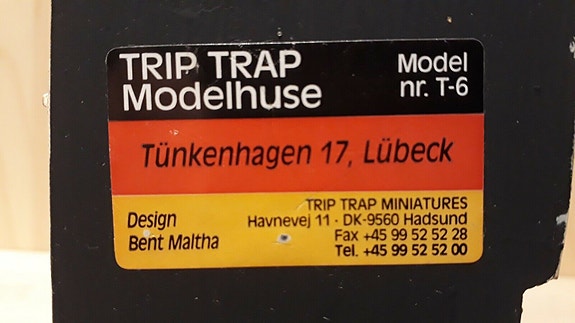 TRIP TRAP
Modelhuse
Model
nr. T-6
Tünkenhagen 17, Lübeck
Design
Bent Maltha
TRIP TRAP MINIATURES
Havnevej 11 - DK-9560 Hadsund
Fax +45 99 52 52 28
Tel. +45 99 52 52 00